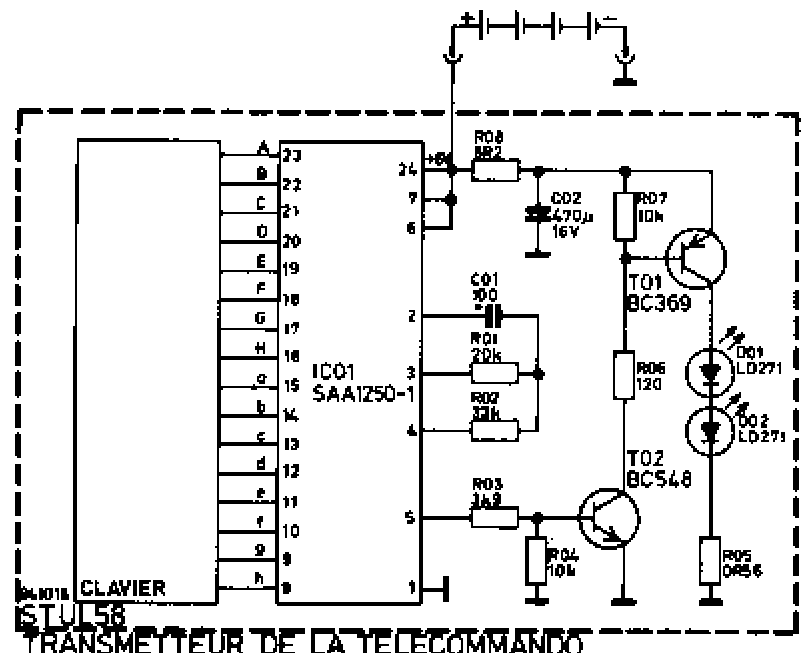 + -
+6V
A 23
B 22
C 21
D 20
E 19
F 18
G 17
H 16
a 15
b 14
c 13
d 12
e 11
f 10
g 9
h 8
CLAVIER
IC01
SAA1250-1
24
7
6
2
3
4
5
1
R08
8R2
C02
470µ
16V
R07
10k
T01
BC369
C01
100
R01
20k
R02
33k
R06
120
D01
LD271
D02
LD271
T02
BC548
R03
3k9
R04
10k
R05
0R56
STUL58
TRANSMETTEUR DE LA TELECOMMANDO